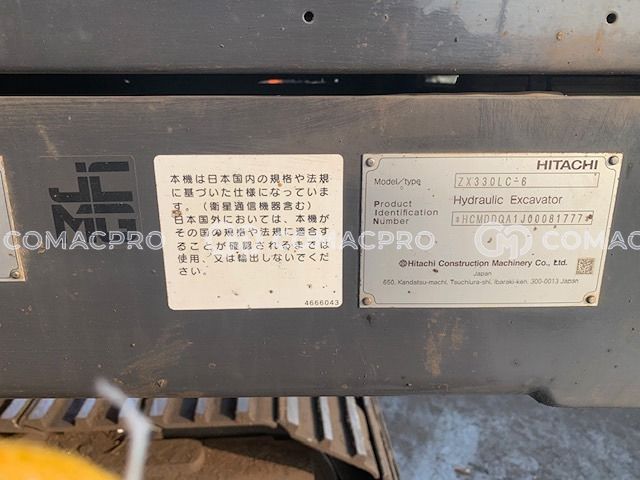 本機は日本国内の規格や法規
に基づいた仕様になっていま
す。(衛星通信機器含む)
日本国外においては、本機が
その国の規格や法規に適合す
ることが確認されるまでは
使用、又は輸出しないでくだ
さい。
4666043
HITACHI
Model/type ZX330LC-6
Hydraulic Excavator
Product
Identification
Number *HCMDDQA1J00081777*
Hitachi Construction Machinery Co., Ltd.
Japan
650, Kandatsu-machi, Tsuchiura-shi, Ibaraki-ken, 300-0013 Japan
COMACPRO
COMACPRO
COMACPRO